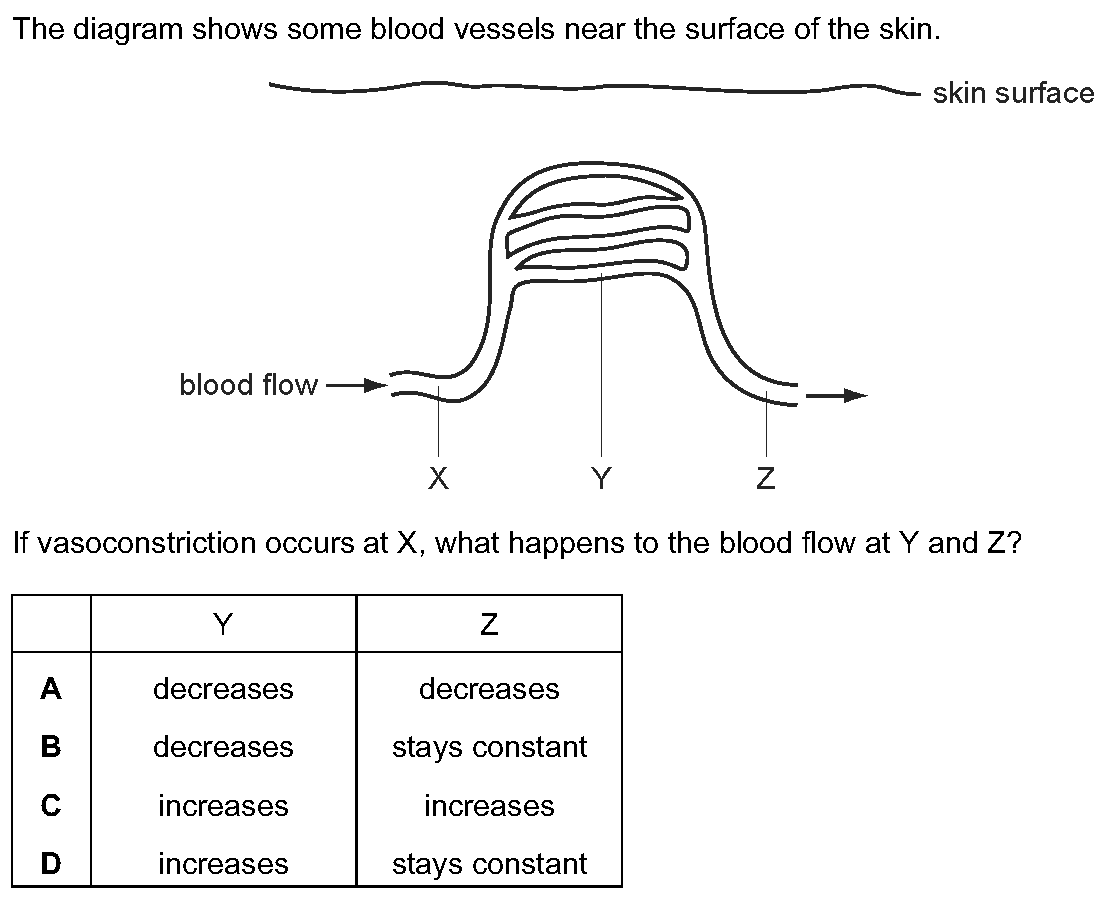 The diagram shows some blood vessels near the surface of the skin.
skin surface
blood flow
X Y Z
If vasoconstriction occurs at X, what happens to the blood flow at Y and Z?
Y Z
A decreases decreases
B decreases stays constant
C increases increases
D increases stays constant